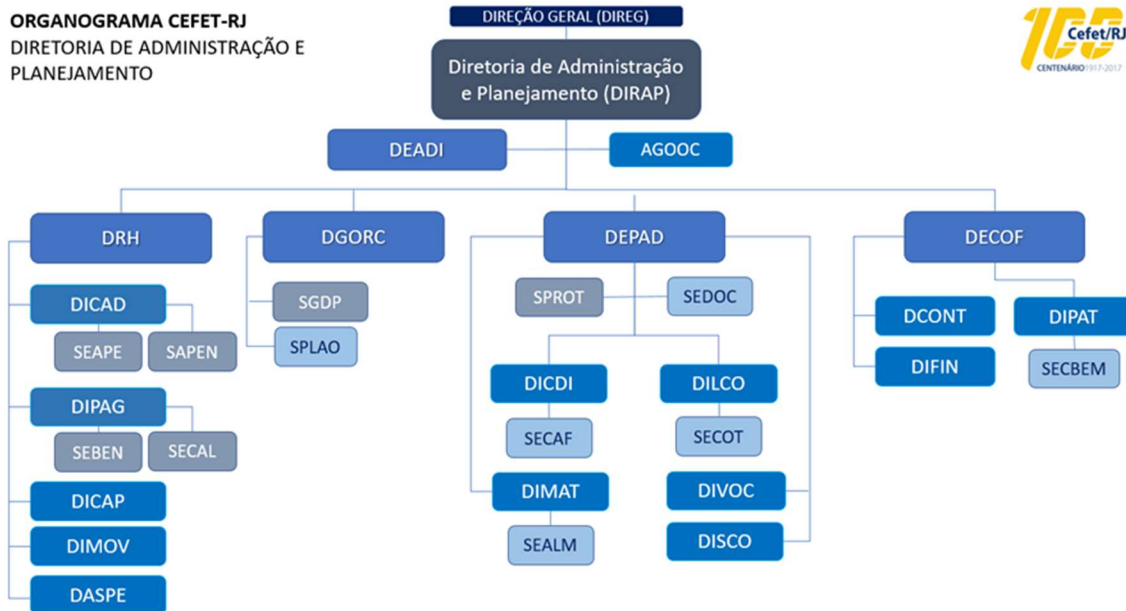 ORGANOGRAMA CEFET-RJ
DIRETORIA DE ADMINISTRAÇÃO E
PLANEJAMENTO
DIREÇÃO GERAL (DIREG)
Diretoria de Administração
e Planejamento (DIRAP)
100
Cefet/RJ
CENTENÁRIO 1917-2017
DEADI
AGOOC
DRH
DGORC
DEPAD
DECOF
DICAD
SEAPE
SAPEN
DIPAG
SEBEN
SECAL
DICAP
DIMOV
DASPE
SGDP
SPLAO
SPROT
SEDOC
DICDI
SECAF
DIMAT
SEALM
DILCO
SECOT
DIVOC
DISCO
DCONT
DIFIN
DIPAT
SECBEM